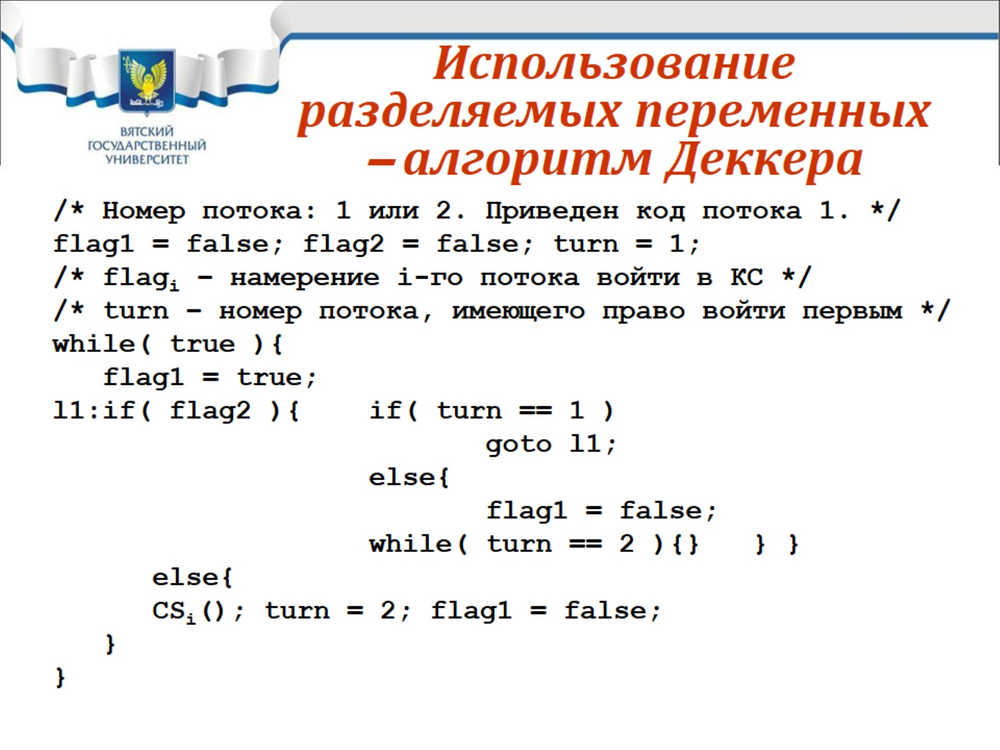 Использование
разделяемых переменных
– алгоритм Деккера
ВЯТСКИЙ
ГОСУДАРСТВЕННЫЙ
УНИВЕРСИТЕТ
/* Номер потока: 1 или 2. Приведен код потока 1. */
flag1 = false; flag2 = false; turn = 1;
/* flagi – намерение i-го потока войти в КС */
/* turn – номер потока, имеющего право войти первым */
while( true ){
flag1 = true;
l1:if( flag2 ){ if( turn == 1 )
goto l1;
else{
flag1 = false;
while( turn == 2 ){} } }
else{
CSi(); turn = 2; flag1 = false;
}
}